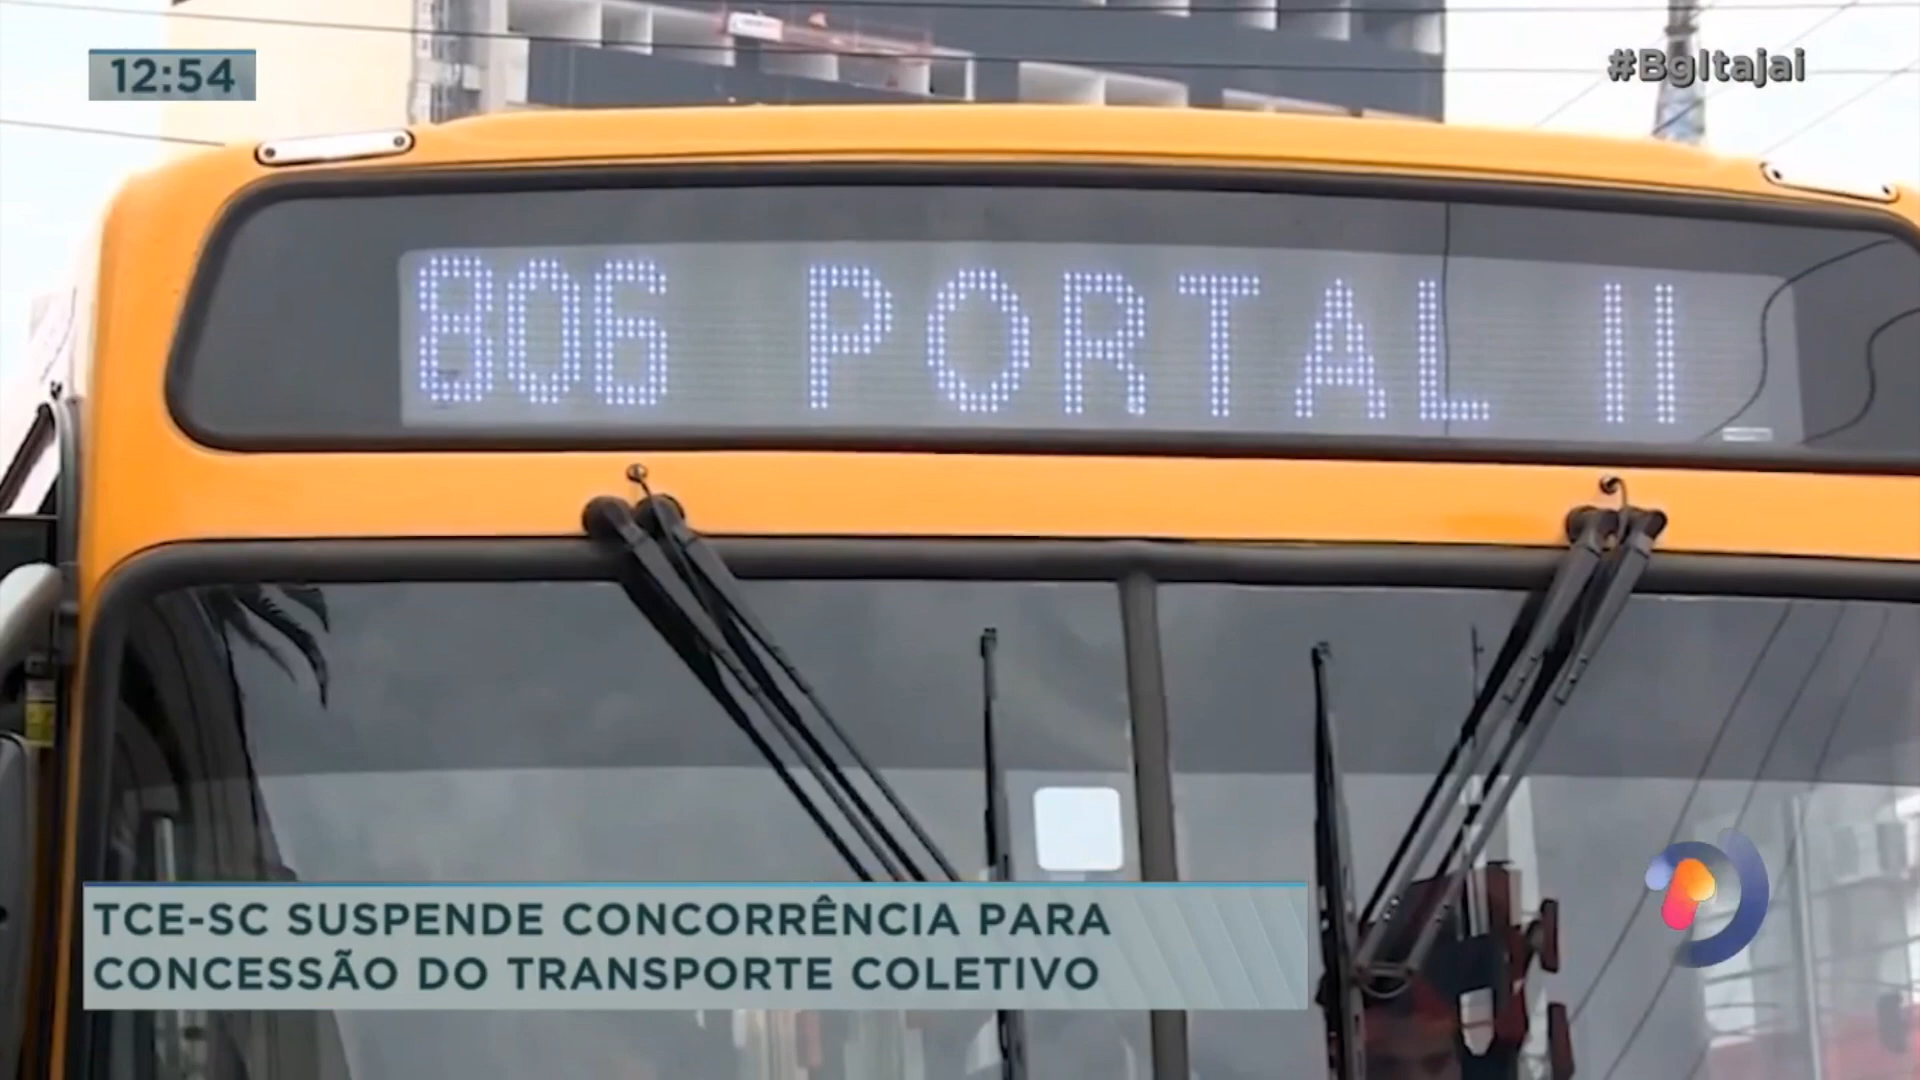 12:54
#BgItajai
806 PORTAL II
TCE-SC SUSPENDE CONCORRÊNCIA PARA
CONCESSÃO DO TRANSPORTE COLETIVO